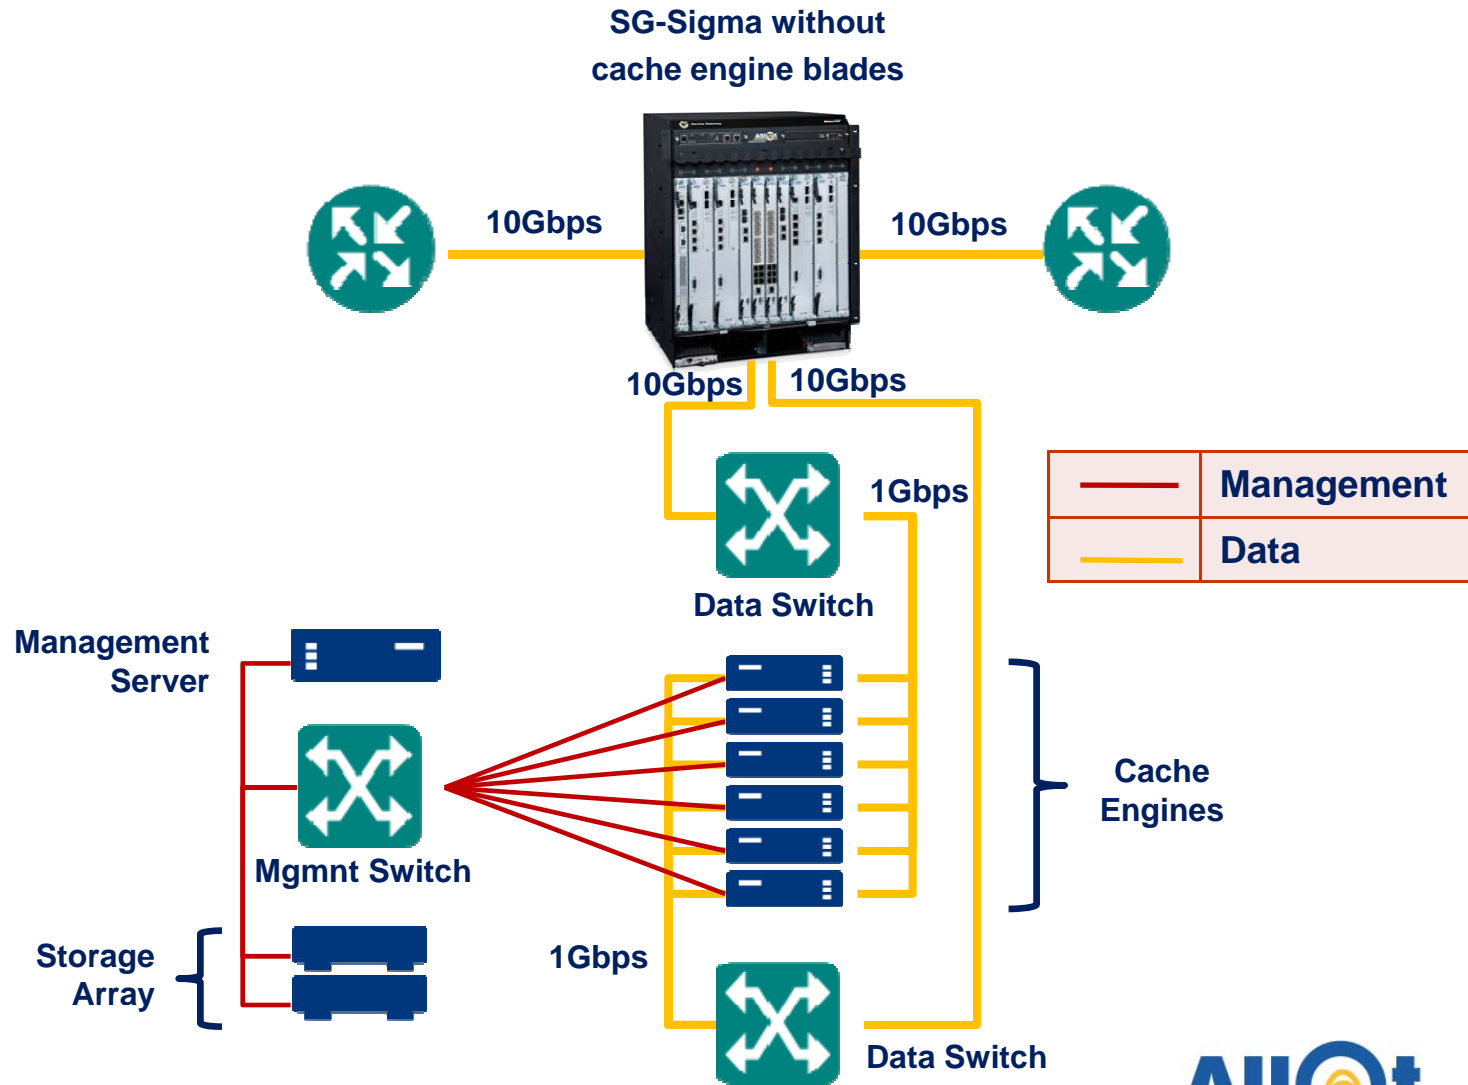 SG-Sigma without
cache engine blades
10Gbps
10Gbps
10Gbps
10Gbps
1Gbps
Management
Data
Data Switch
Management
Server
Cache
Engines
Mgmnt Switch
Storage
Array
1Gbps
Data Switch
Allot